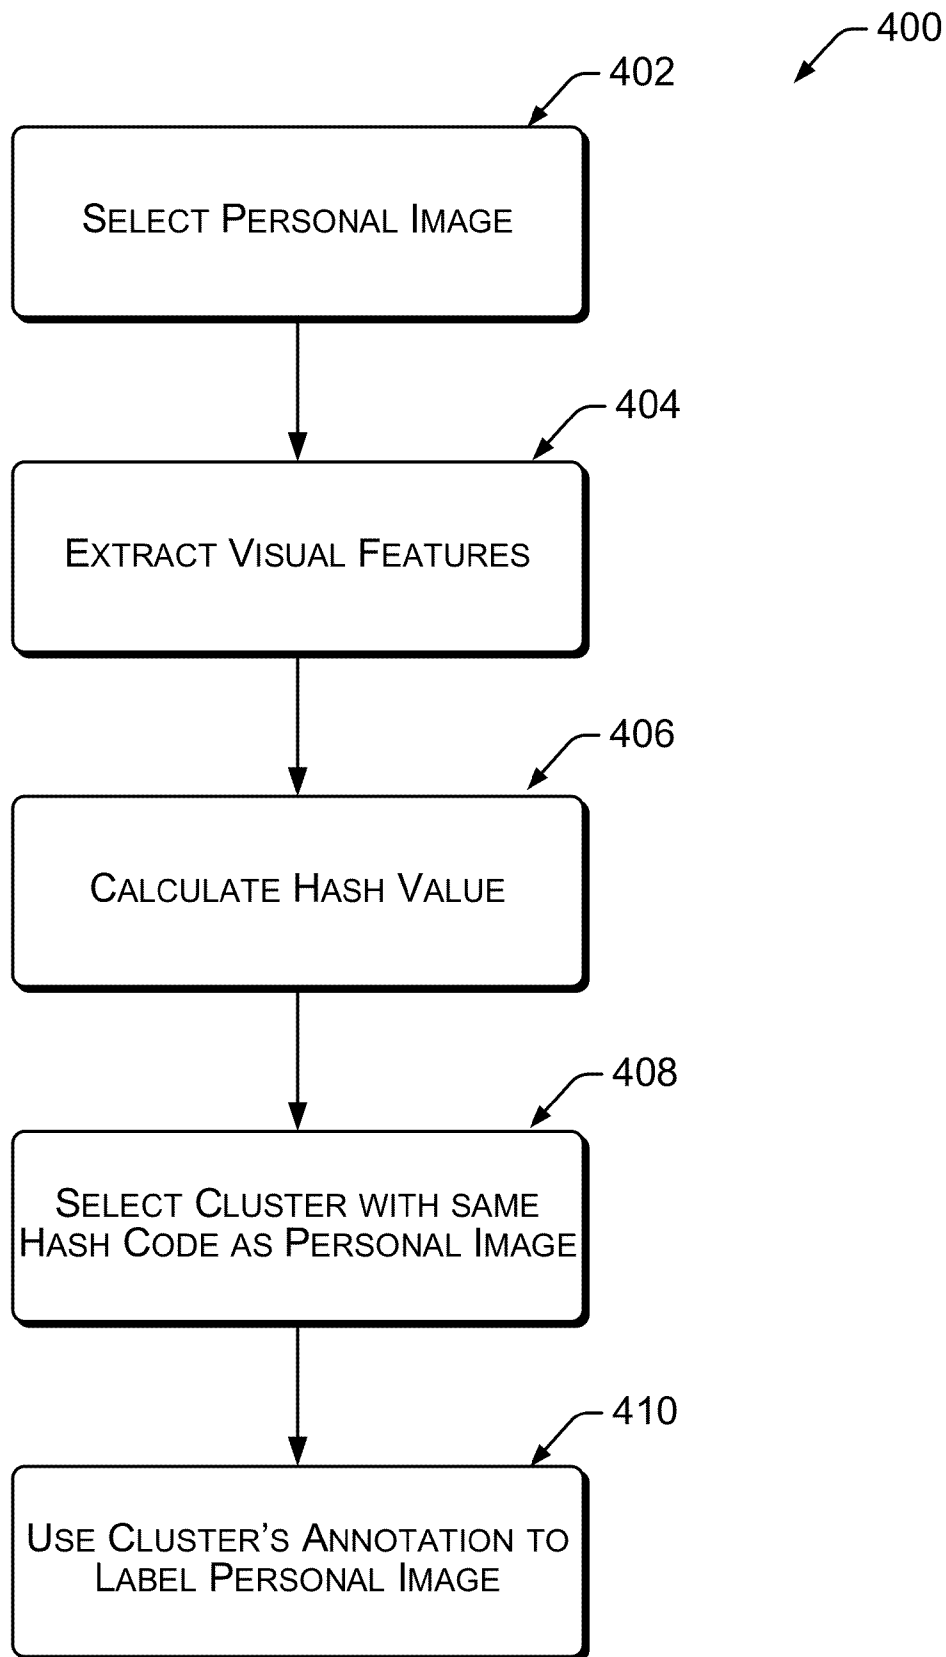 400
402
SELECT PERSONAL IMAGE
404
EXTRACT VISUAL FEATURES
406
CALCULATE HASH VALUE
408
SELECT CLUSTER WITH SAME
HASH CODE AS PERSONAL IMAGE
410
USE CLUSTER'S ANNOTATION TO
LABEL PERSONAL IMAGE